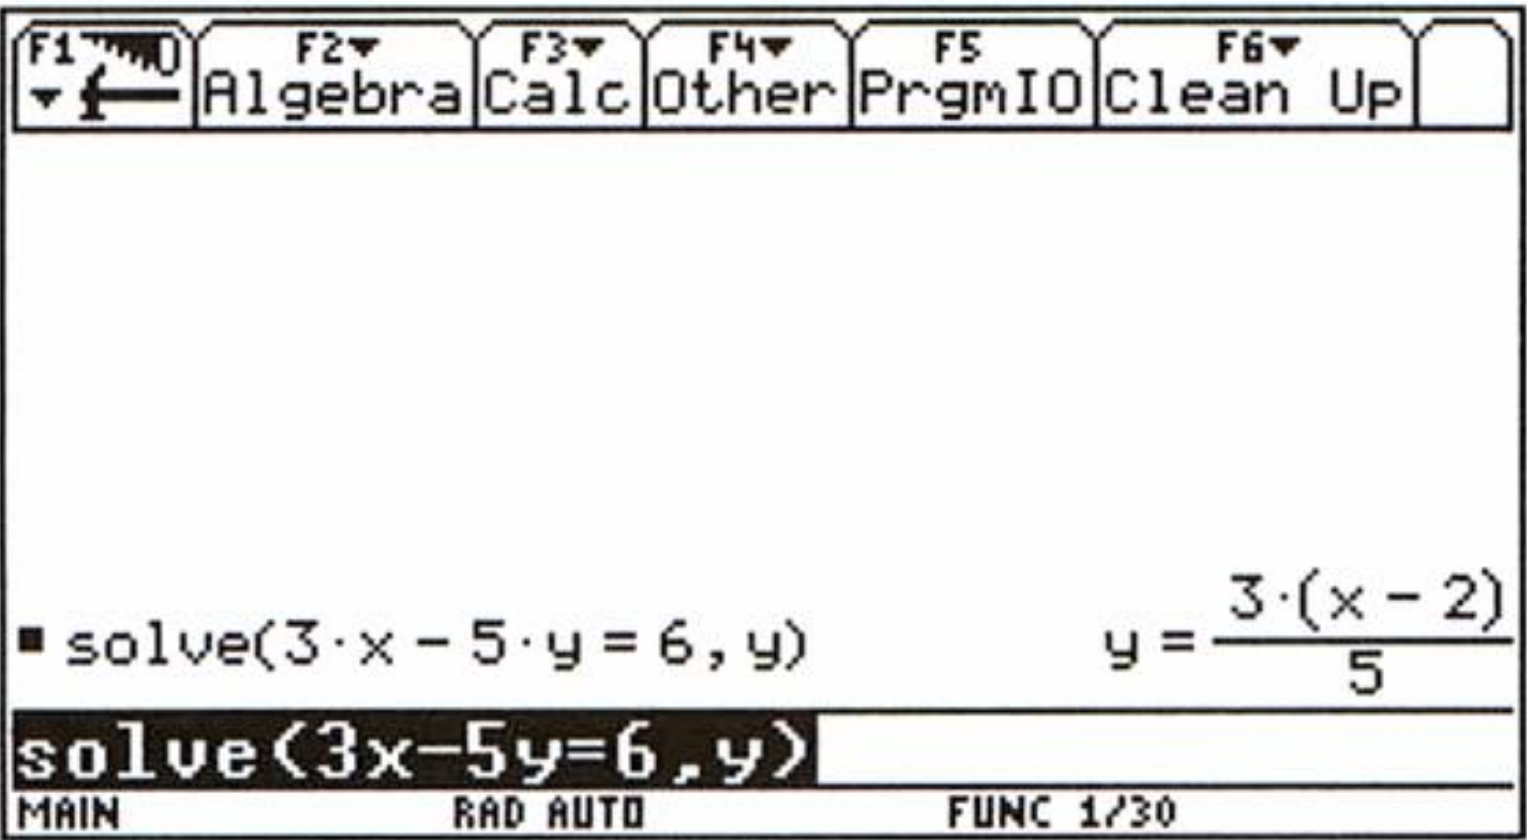 F1 F2 F3 F4 F5 F6
Algebra Calc Other PrgmIO Clean Up
solve(3·x − 5·y = 6, y) y = 3·(x − 2)/5
solve(3x-5y=6,y)
MAIN RAD AUTO FUNC 1/30